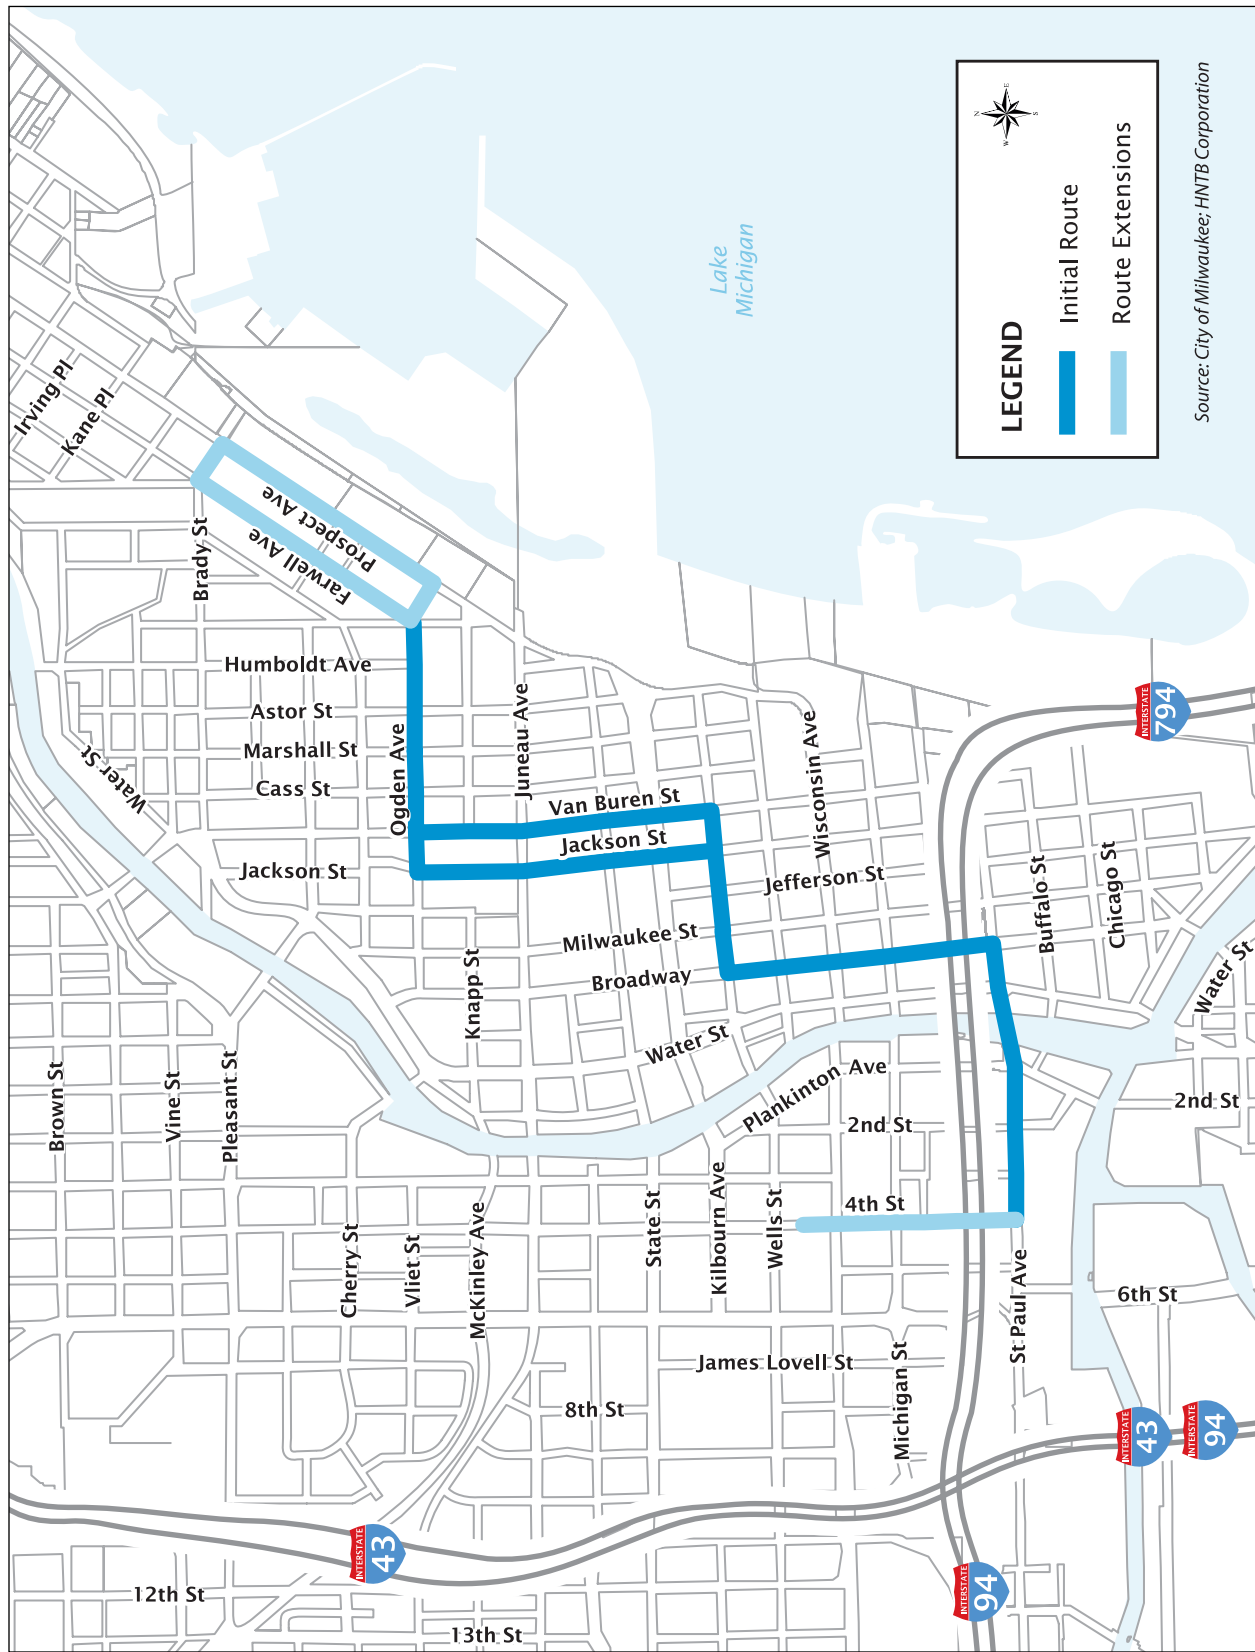 Irving Pl
Kane Pl
Brady St
Farwell Ave
Prospect Ave
Humboldt Ave
Astor St
Marshall St
Cass St
Jackson St
Water St
Ogden Ave
Juneau Ave
Van Buren St
Jackson St
Wisconsin Ave
Jefferson St
Milwaukee St
Broadway
Knapp St
Water St
Plankinton Ave
2nd St
4th St
Brown St
Vine St
Pleasant St
Cherry St
Vliet St
McKinley Ave
State St
Kilbourn Ave
Wells St
James Lovell St
8th St
Michigan St
St Paul Ave
6th St
2nd St
Water St
Buffalo St
Chicago St
12th St
13th St
INTERSTATE
43
INTERSTATE
94
INTERSTATE
43
INTERSTATE
94
INTERSTATE
794
Lake
Michigan
LEGEND
N
E
S
W
Initial Route
Route Extensions
Source: City of Milwaukee; HNTB Corporation